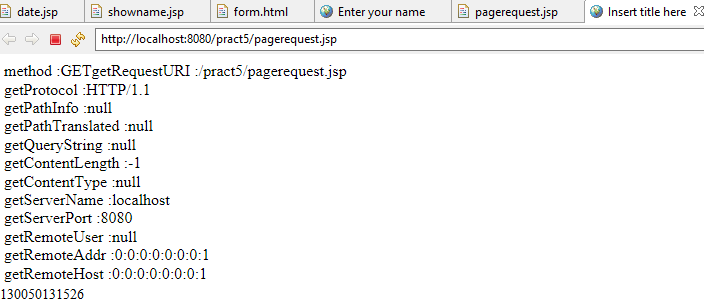 date.jsp showname.jsp form.html Enter your name pagerequest.jsp Insert title here
http://localhost:8080/pract5/pagerequest.jsp
method :GETgetRequestURI :/pract5/pagerequest.jsp
getProtocol :HTTP/1.1
getPathInfo :null
getPathTranslated :null
getQueryString :null
getContentLength :-1
getContentType :null
getServerName :localhost
getServerPort :8080
getRemoteUser :null
getRemoteAddr :0:0:0:0:0:0:0:1
getRemoteHost :0:0:0:0:0:0:0:1
130050131526